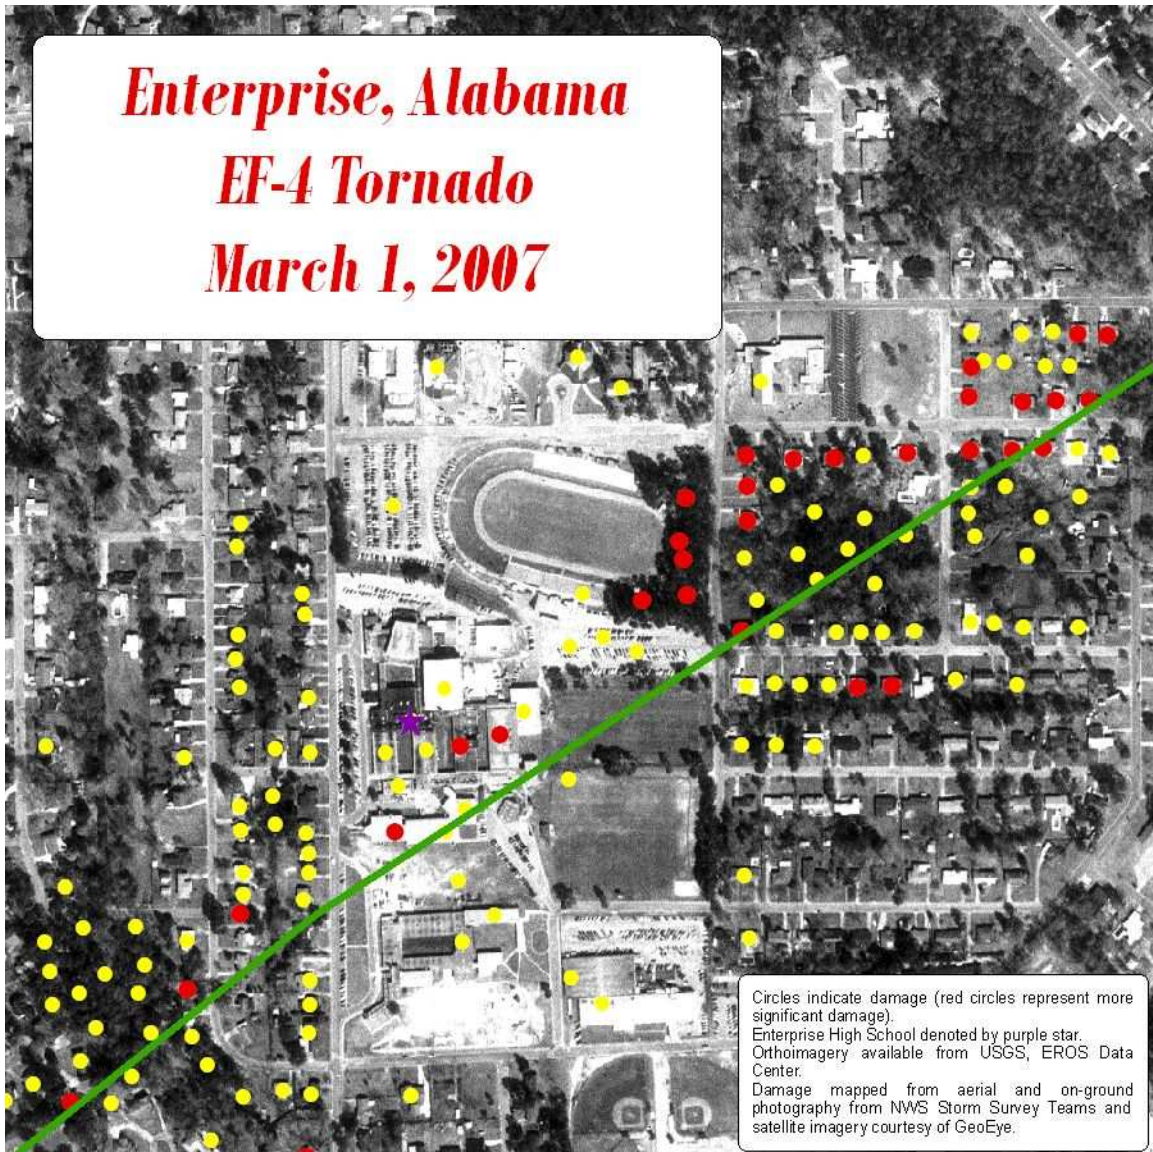 Enterprise, Alabama
EF-4 Tornado
March 1, 2007
Circles indicate damage (red circles represent more
significant damage).
Enterprise High School denoted by purple star.
Orthoimagery available from USGS, EROS Data
Center.
Damage mapped from aerial and on-ground
photography from NWS Storm Survey Teams and
satellite imagery courtesy of GeoEye.